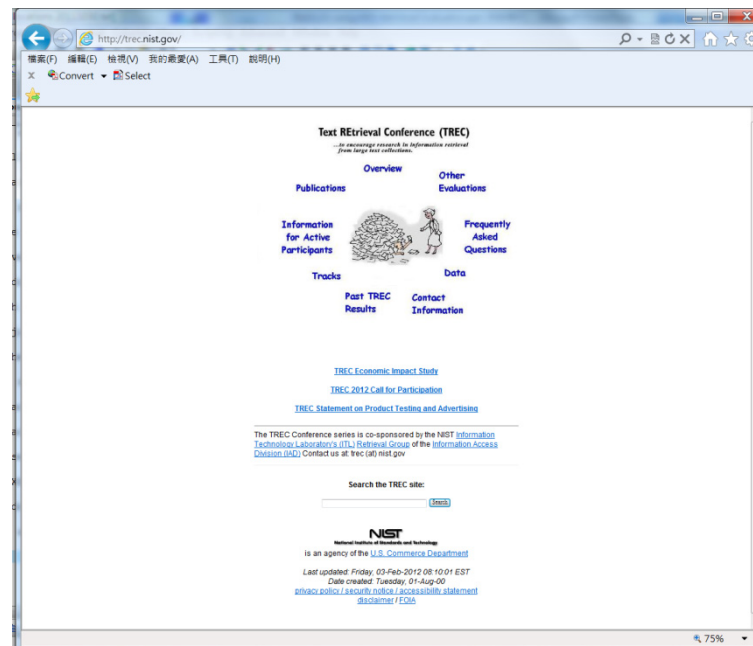 http://trec.nist.gov/
檔案(F) 編輯(E) 檢視(V) 我的最愛(A) 工具(T) 說明(H)
x Convert Select
Text REtrieval Conference (TREC)
...to encourage research in information retrieval
from large text collections.
Overview
Other
Evaluations
Publications
Information
for Active
Participants
Frequently
Asked
Questions
Tracks
Data
Past TREC
Results
Contact
Information
TREC Economic Impact Study
TREC 2012 Call for Participation
TREC Statement on Product Testing and Advertising
The TREC Conference series is co-sponsored by the NIST Information
Technology Laboratory's (ITL) Retrieval Group of the Information Access
Division (IAD) Contact us at: trec (at) nist.gov
Search the TREC site:
Search
NIST
National Institute of Standards and Technology
is an agency of the U.S. Commerce Department
Last updated: Friday, 03-Feb-2012 08:10:01 EST
Date created: Tuesday, 01-Aug-00
privacy policy / security notice / accessibility statement
disclaimer / FOIA
75%